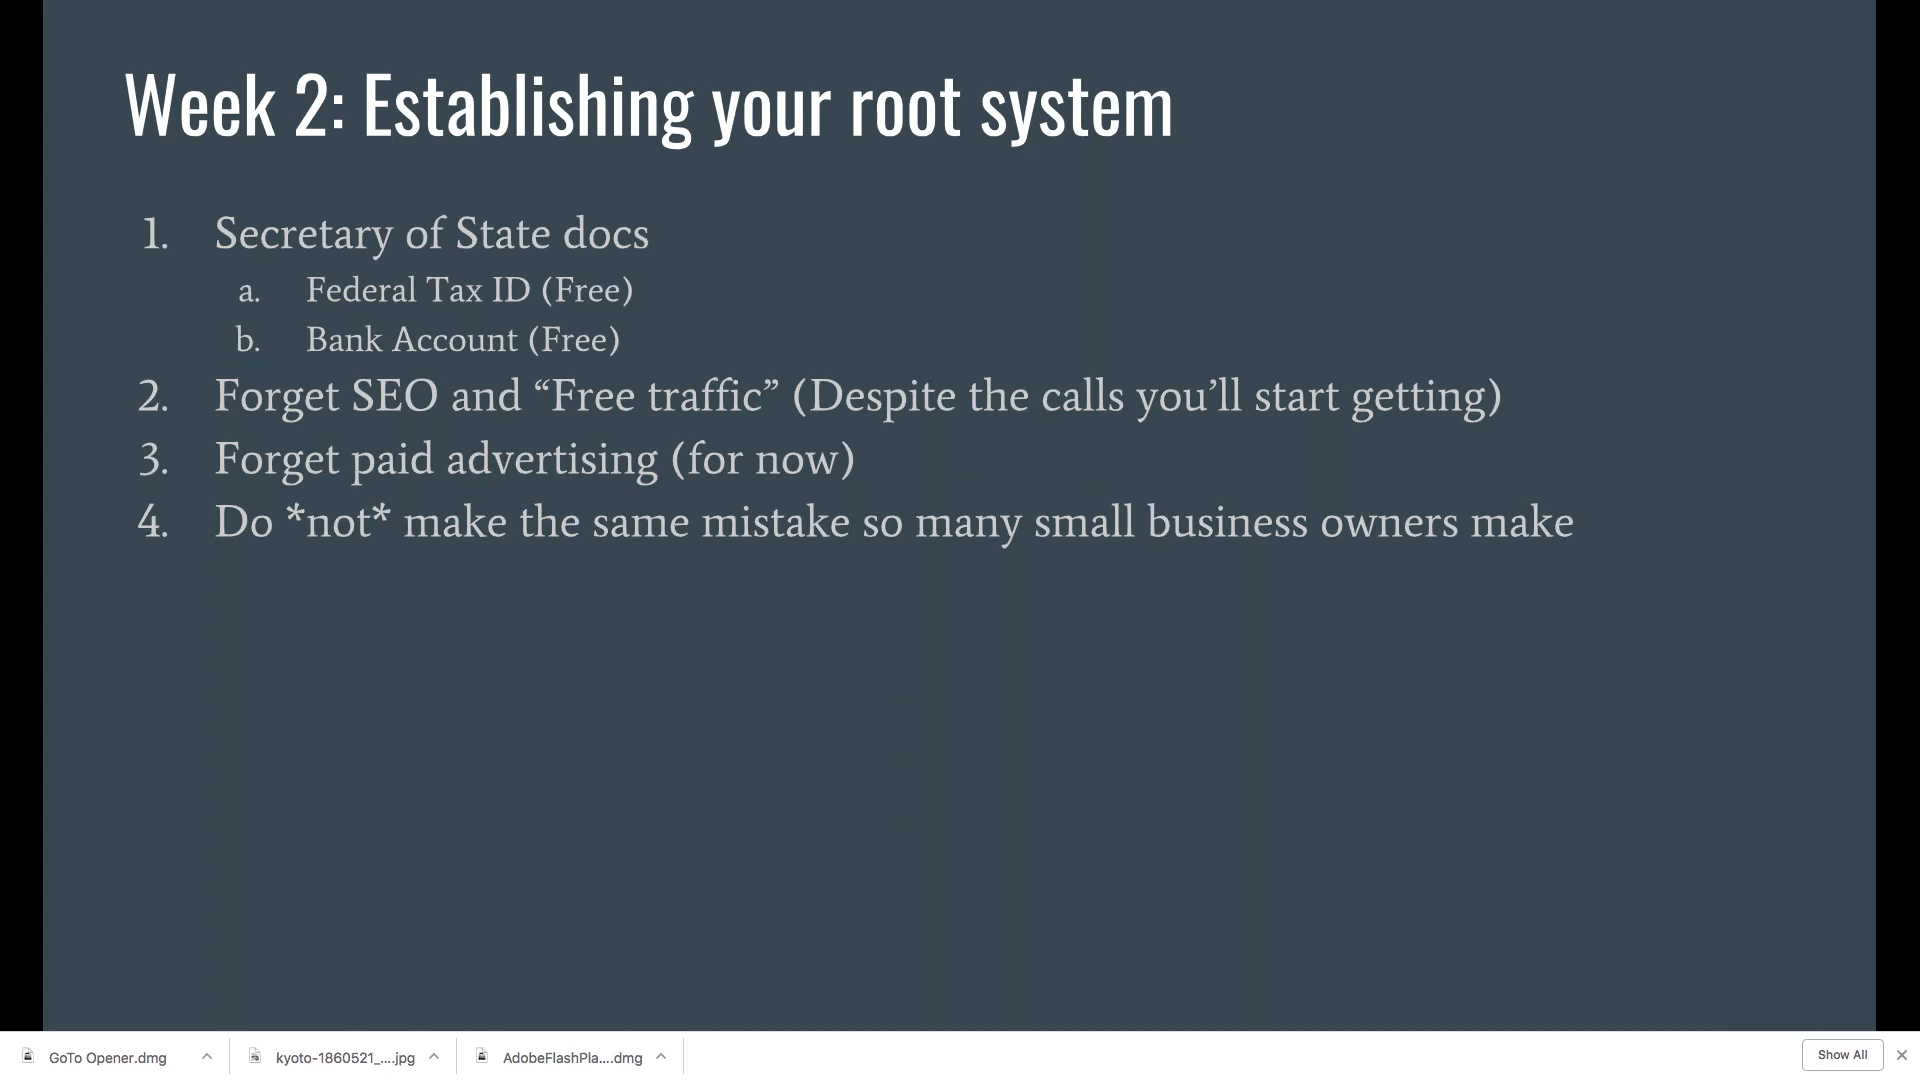 Week 2: Establishing your root system
1. Secretary of State docs
a. Federal Tax ID (Free)
b. Bank Account (Free)
2. Forget SEO and “Free traffic” (Despite the calls you’ll start getting)
3. Forget paid advertising (for now)
4. Do *not* make the same mistake so many small business owners make
GoTo Opener.dmg
kyoto-1860521_....jpg
AdobeFlashPla....dmg
Show All